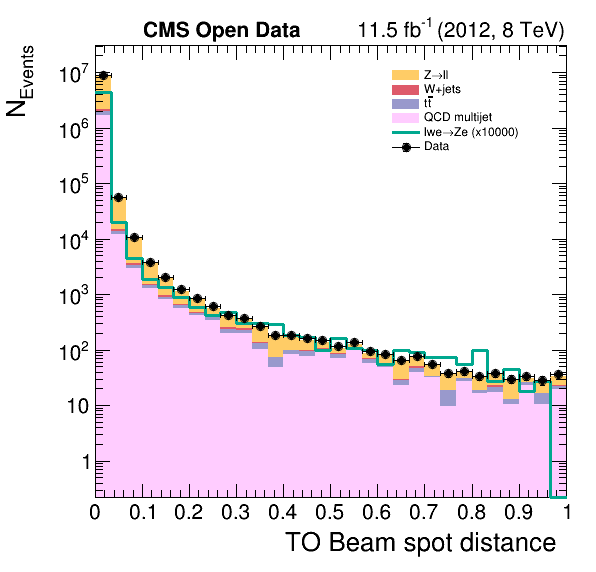 CMS Open Data 11.5 fb⁻¹ (2012, 8 TeV)
N_Events
Z→ll
W+jets
tt̄
QCD multijet
lwe→Ze (x10000)
Data
10⁷
10⁶
10⁵
10⁴
10³
10²
10
1
0 0.1 0.2 0.3 0.4 0.5 0.6 0.7 0.8 0.9 1
TO Beam spot distance